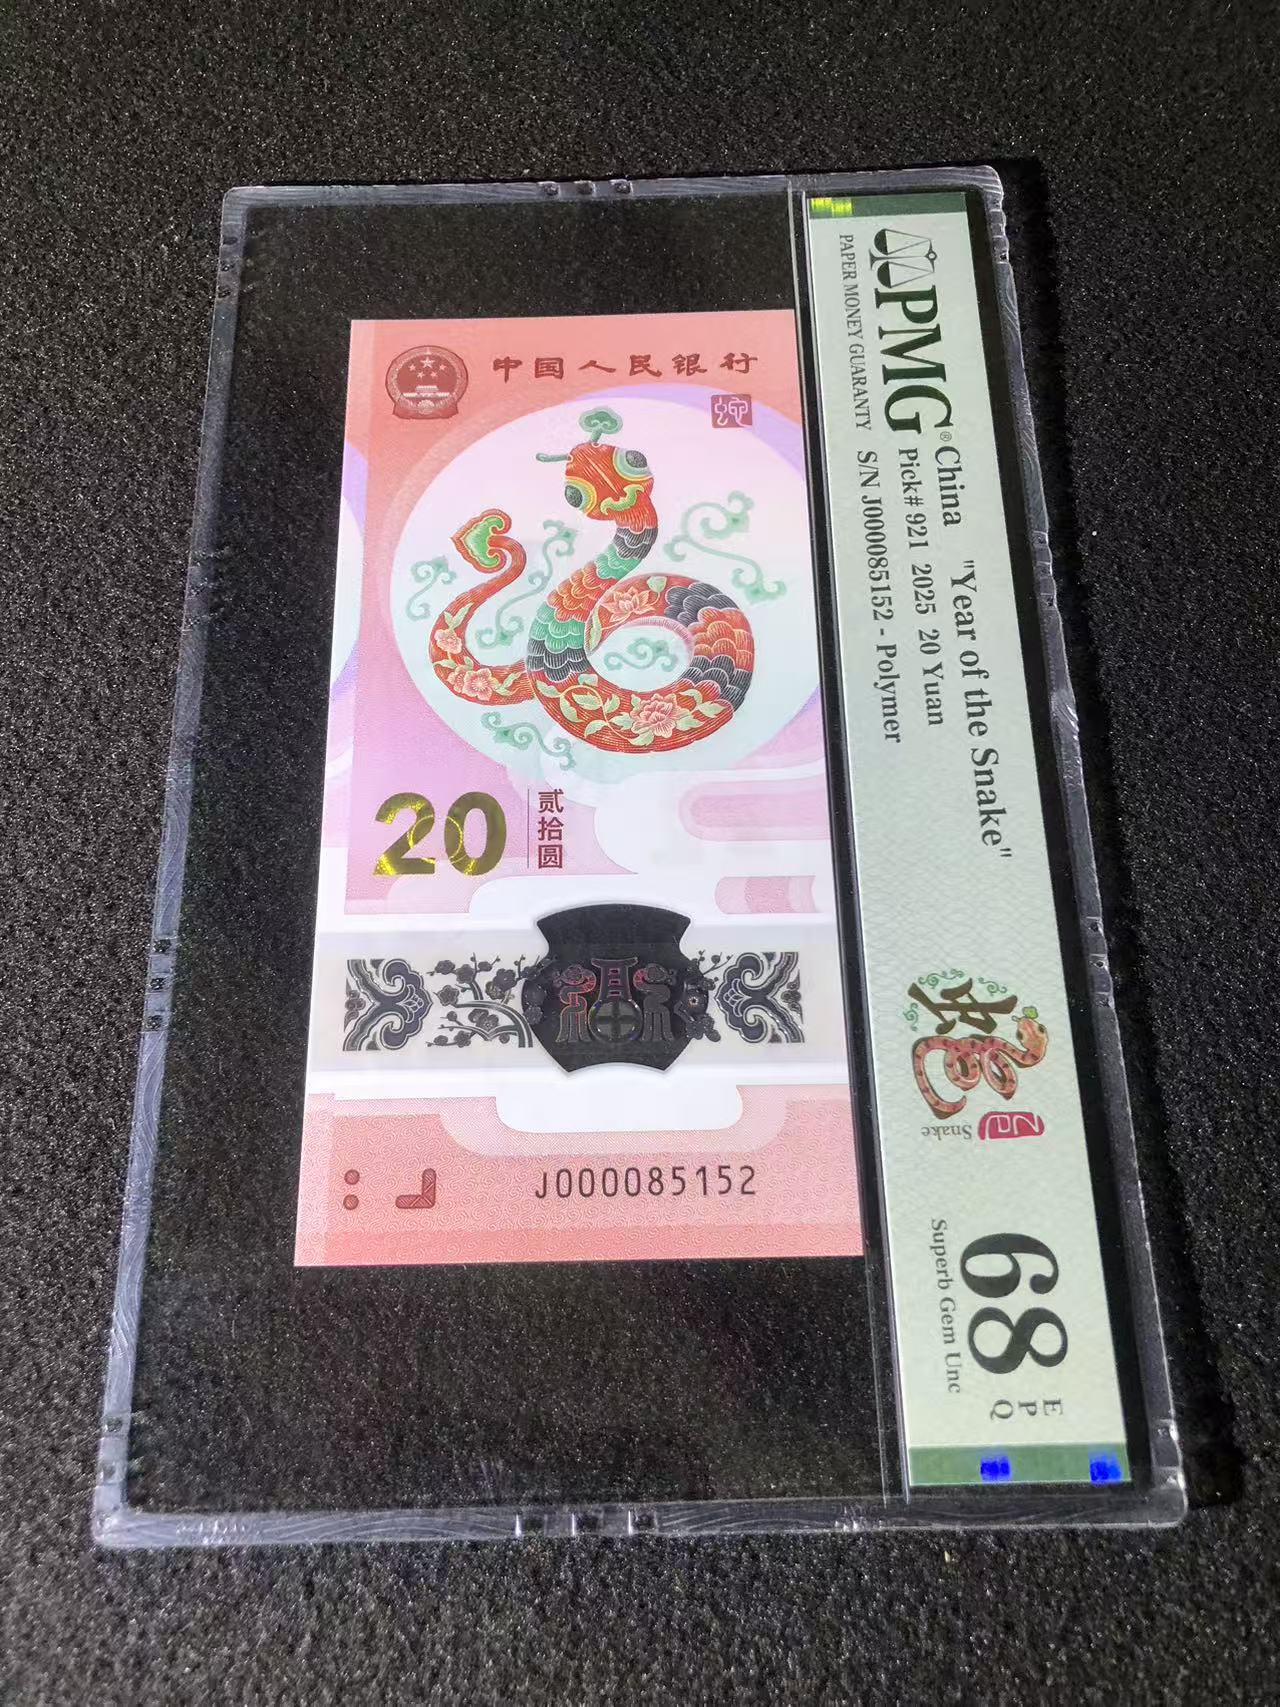 中国人民银行
蛇
20
贰拾圆
J000085152
PMG®
PAPER MONEY GUARANTY
China "Year of the Snake"
Pick# 921 2025 20 Yuan
S/N J000085152 - Polymer
蛇
Snake
68 EPQ
Superb Gem Unc